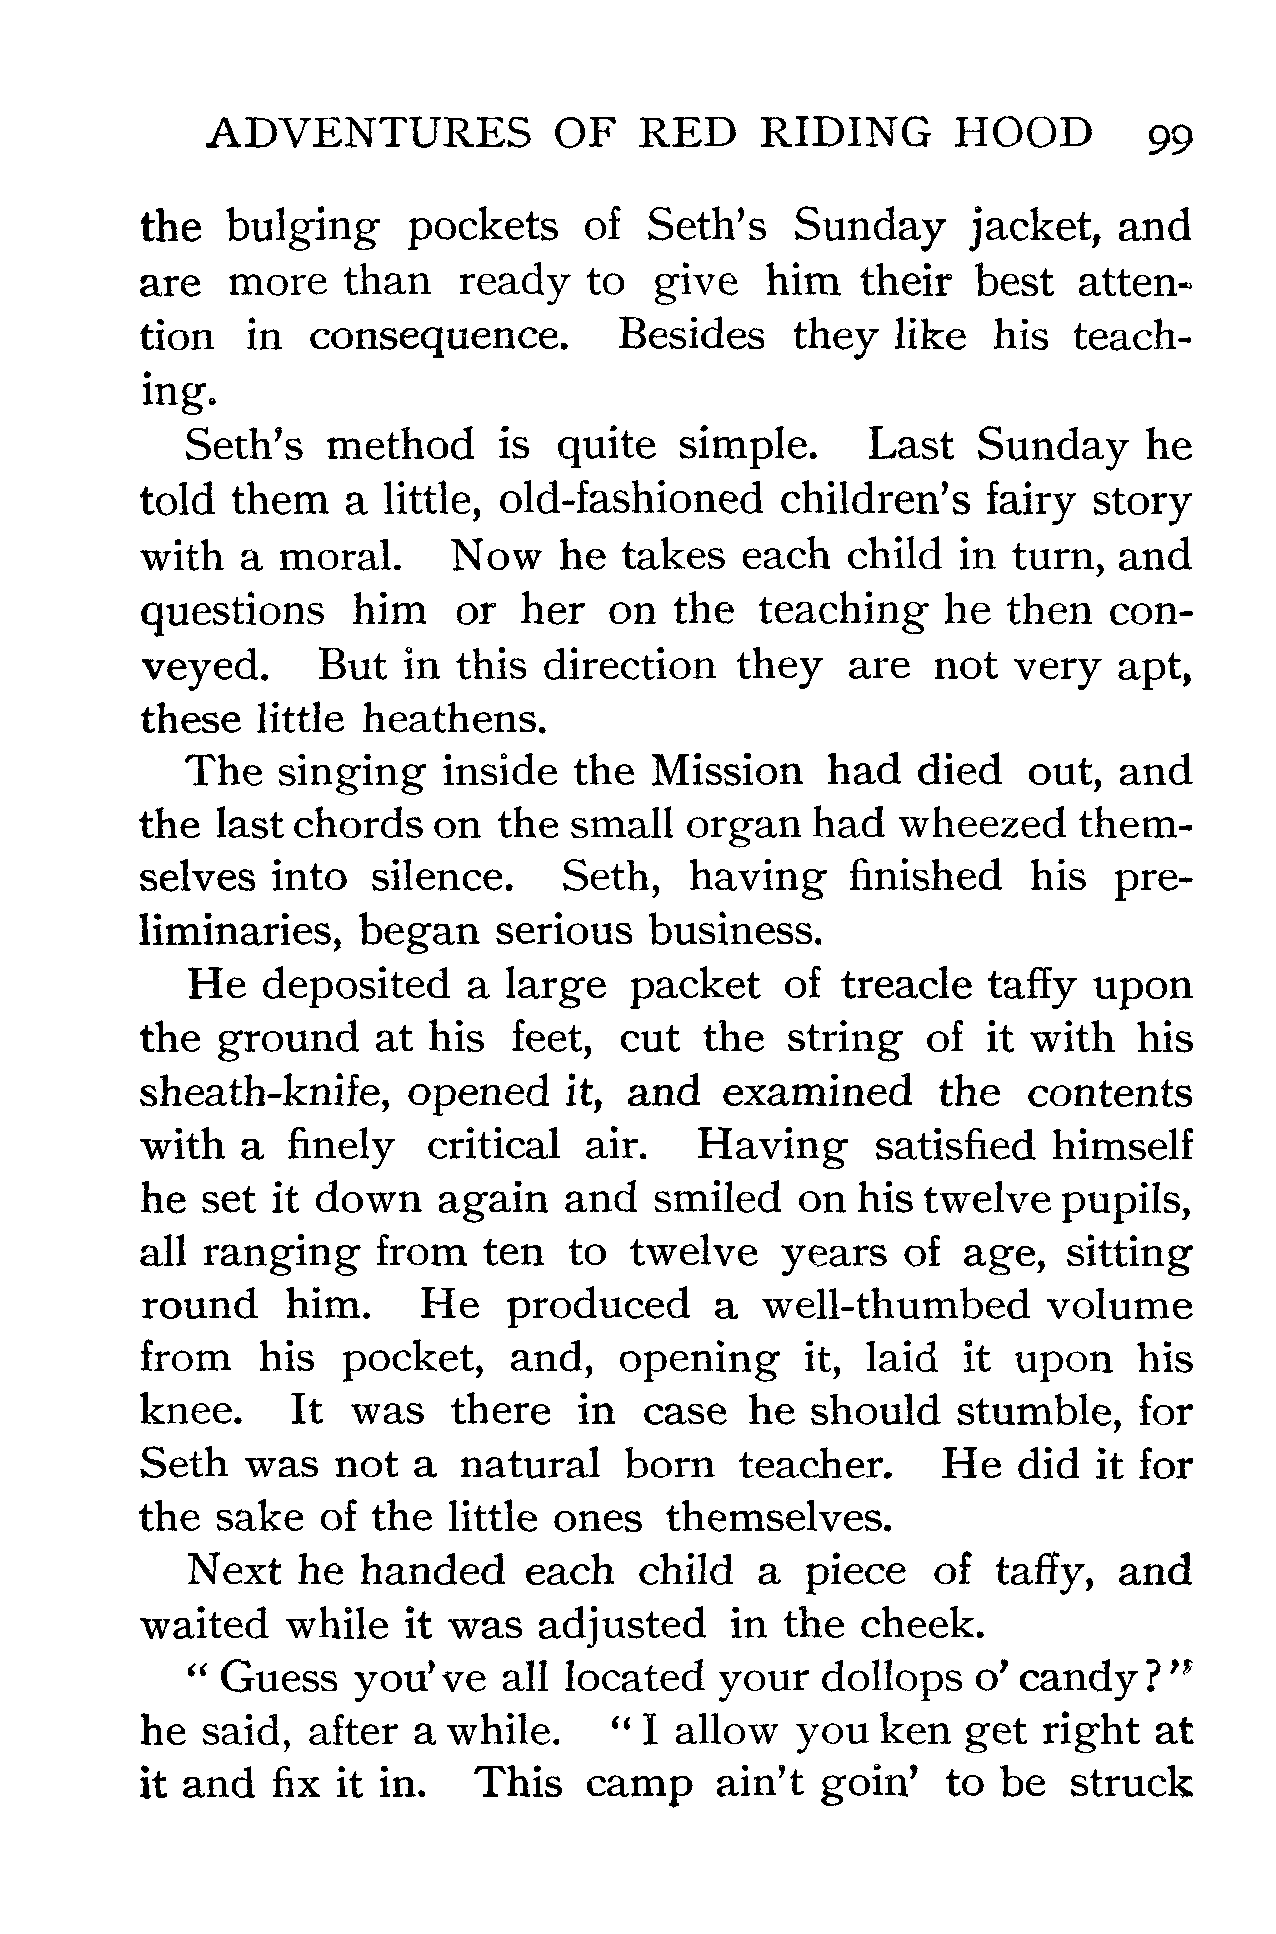 ADVENTURES OF RED RIDING HOOD 99
the bulging pockets of Seth's Sunday jacket, and
are more than ready to give him their best atten-
tion in consequence. Besides they like his teach-
ing.
Seth's method is quite simple. Last Sunday he
told them a little, old-fashioned children's fairy story
with a moral. Now he takes each child in turn, and
questions him or her on the teaching he then con-
veyed. But in this direction they are not very apt,
these little heathens.
The singing inside the Mission had died out, and
the last chords on the small organ had wheezed them-
selves into silence. Seth, having finished his pre-
liminaries, began serious business.
He deposited a large packet of treacle taffy upon
the ground at his feet, cut the string of it with his
sheath-knife, opened it, and examined the contents
with a finely critical air. Having satisfied himself
he set it down again and smiled on his twelve pupils,
all ranging from ten to twelve years of age, sitting
round him. He produced a well-thumbed volume
from his pocket, and, opening it, laid it upon his
knee. It was there in case he should stumble, for
Seth was not a natural born teacher. He did it for
the sake of the little ones themselves.
Next he handed each child a piece of taffy, and
waited while it was adjusted in the cheek.
" Guess you've all located your dollops o' candy?"
he said, after a while. " I allow you ken get right at
it and fix it in. This camp ain't goin' to be struck